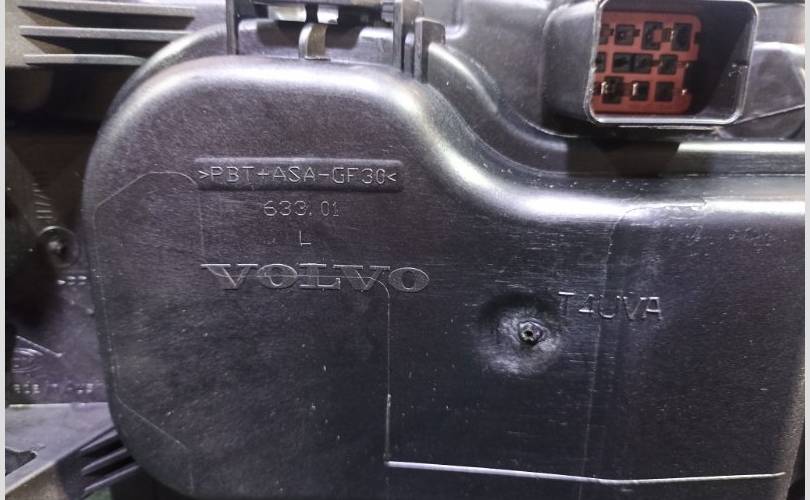 >PBT+ASA-GF30<
633.01
L
VOLVO
T4UVA